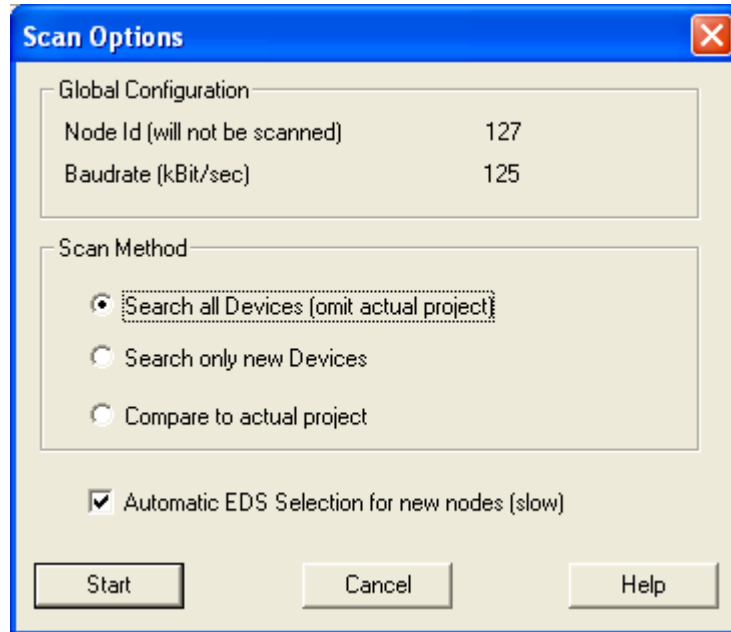 Scan Options
Global Configuration
Node Id (will not be scanned) 127
Baudrate (kBit/sec) 125
Scan Method
Search all Devices (omit actual project)
Search only new Devices
Compare to actual project
Automatic EDS Selection for new nodes (slow)
Start Cancel Help